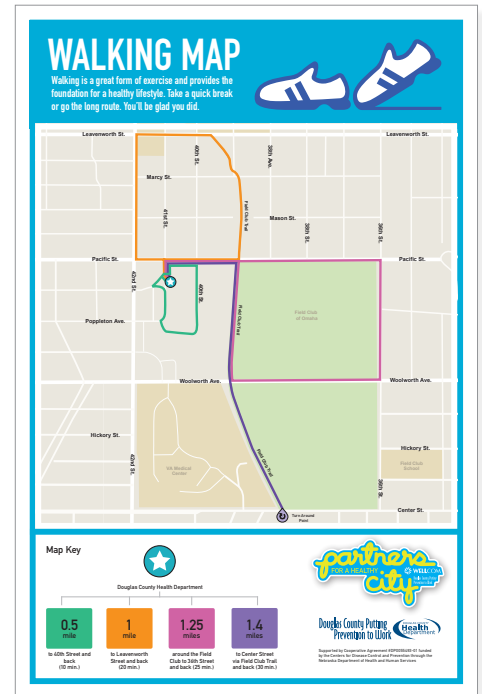 WALKING MAP
Walking is a great form of exercise and provides the
foundation for a healthy lifestyle. Take a quick break
or go the long route. You'll be glad you did.
Leavenworth St.
Leavenworth St.
40th St.
38th Ave.
Marcy St.
41st St.
Field Club Trail
Mason St.
38th St.
36th St.
Pacific St.
Pacific St.
42nd St.
40th St.
Field Club Trail
Field Club
of Omaha
Poppleton Ave.
Woolworth Ave.
Woolworth Ave.
Hickory St.
Hickory St.
42nd St.
VA Medical
Center
Field Club Trail
Field Club
School
36th St.
Center St.
Turn Around
Point
Map Key
Douglas County Health Department
0.5
mile
1
mile
1.25
miles
1.4
miles
to 40th Street and
back
(10 min.)
to Leavenworth
Street and back
(20 min.)
around the Field
Club to 36th Street
and back (25 min.)
to Center Street
via Field Club Trail
and back (30 min.)
partners
FOR A HEALTHY
city
WELLCOM
Douglas County Putting
Prevention to Work
Health
Department
by the Centers for Disease Control and Prevention through the
Nebraska Department of Health and Human Services